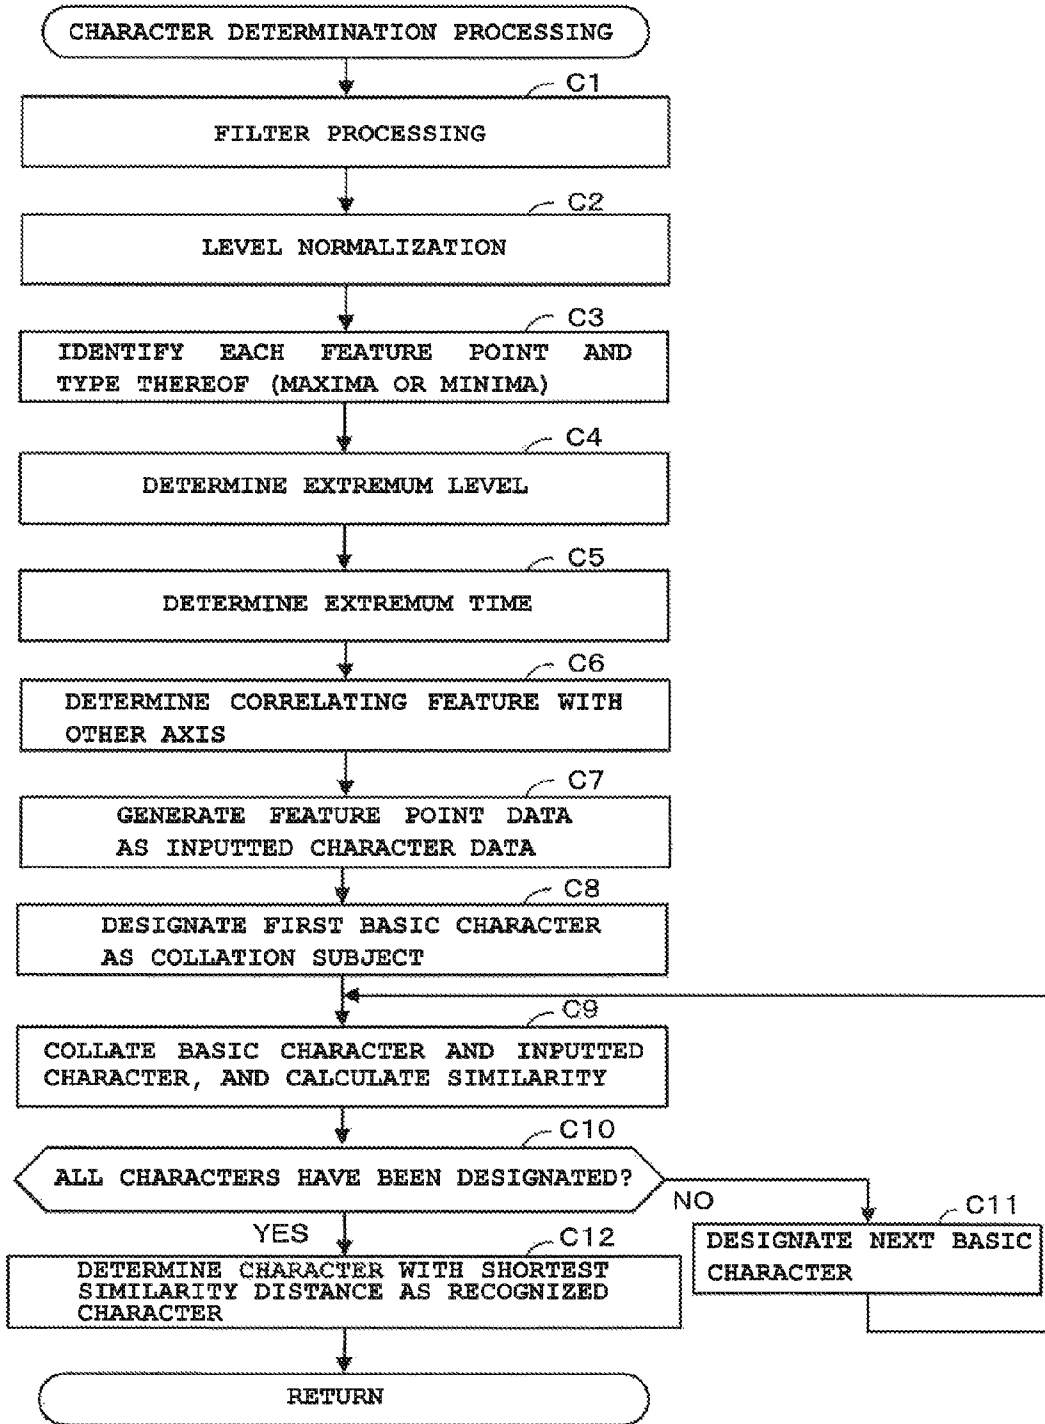 CHARACTER DETERMINATION PROCESSING
C1
FILTER PROCESSING
C2
LEVEL NORMALIZATION
C3
IDENTIFY EACH FEATURE POINT AND
TYPE THEREOF (MAXIMA OR MINIMA)
C4
DETERMINE EXTREMUM LEVEL
C5
DETERMINE EXTREMUM TIME
C6
DETERMINE CORRELATING FEATURE WITH
OTHER AXIS
C7
GENERATE FEATURE POINT DATA
AS INPUTTED CHARACTER DATA
C8
DESIGNATE FIRST BASIC CHARACTER
AS COLLATION SUBJECT
C9
COLLATE BASIC CHARACTER AND INPUTTED
CHARACTER, AND CALCULATE SIMILARITY
C10
ALL CHARACTERS HAVE BEEN DESIGNATED?
NO
C11
DESIGNATE NEXT BASIC
CHARACTER
YES
C12
DETERMINE CHARACTER WITH SHORTEST
SIMILARITY DISTANCE AS RECOGNIZED
CHARACTER
RETURN